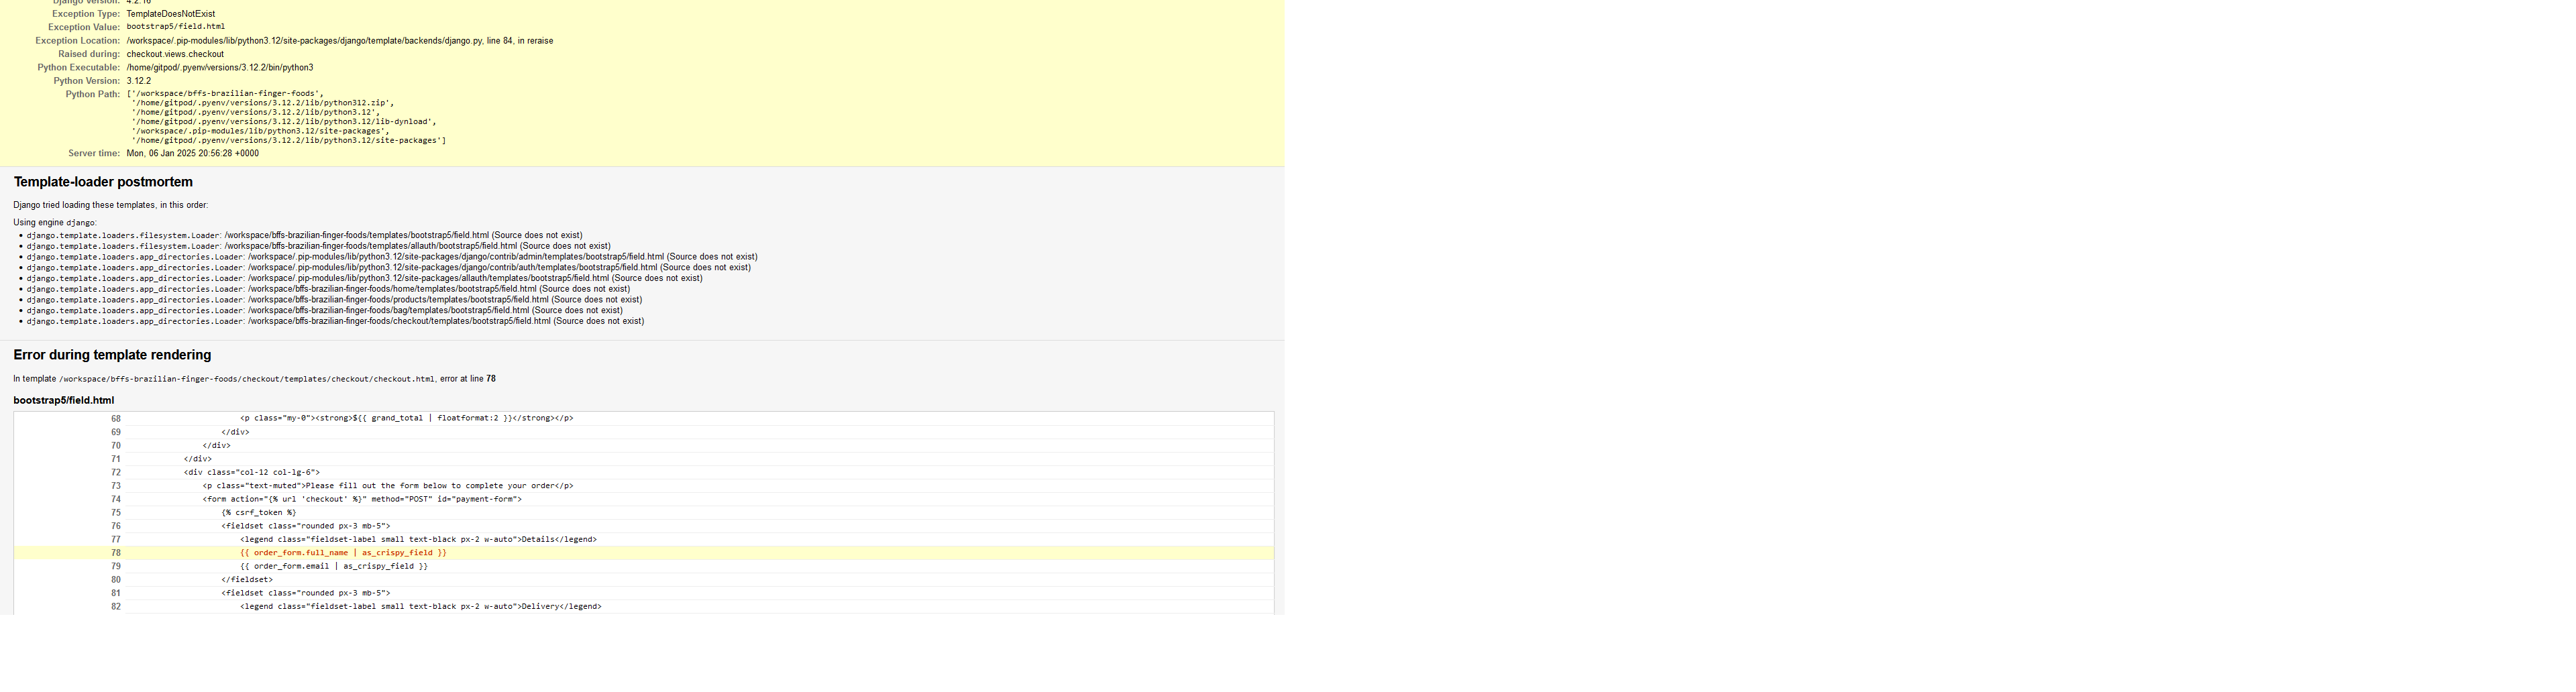 Django Version: 4.2.16
Exception Type: TemplateDoesNotExist
Exception Value: bootstrap5/field.html
Exception Location: /workspace/.pip-modules/lib/python3.12/site-packages/django/template/backends/django.py, line 84, in reraise
Raised during: checkout.views.checkout
Python Executable: /home/gitpod/.pyenv/versions/3.12.2/bin/python3
Python Version: 3.12.2
Python Path: ['/workspace/bffs-brazilian-finger-foods',
'/home/gitpod/.pyenv/versions/3.12.2/lib/python312.zip',
'/home/gitpod/.pyenv/versions/3.12.2/lib/python3.12',
'/home/gitpod/.pyenv/versions/3.12.2/lib/python3.12/lib-dynload',
'/workspace/.pip-modules/lib/python3.12/site-packages',
'/home/gitpod/.pyenv/versions/3.12.2/lib/python3.12/site-packages']
Server time: Mon, 06 Jan 2025 20:56:28 +0000
Template-loader postmortem
Django tried loading these templates, in this order:
Using engine django:
• django.template.loaders.filesystem.Loader: /workspace/bffs-brazilian-finger-foods/templates/bootstrap5/field.html (Source does not exist)
• django.template.loaders.filesystem.Loader: /workspace/bffs-brazilian-finger-foods/templates/allauth/bootstrap5/field.html (Source does not exist)
• django.template.loaders.app_directories.Loader: /workspace/.pip-modules/lib/python3.12/site-packages/django/contrib/admin/templates/bootstrap5/field.html (Source does not exist)
• django.template.loaders.app_directories.Loader: /workspace/.pip-modules/lib/python3.12/site-packages/django/contrib/auth/templates/bootstrap5/field.html (Source does not exist)
• django.template.loaders.app_directories.Loader: /workspace/.pip-modules/lib/python3.12/site-packages/allauth/templates/bootstrap5/field.html (Source does not exist)
• django.template.loaders.app_directories.Loader: /workspace/bffs-brazilian-finger-foods/home/templates/bootstrap5/field.html (Source does not exist)
• django.template.loaders.app_directories.Loader: /workspace/bffs-brazilian-finger-foods/products/templates/bootstrap5/field.html (Source does not exist)
• django.template.loaders.app_directories.Loader: /workspace/bffs-brazilian-finger-foods/bag/templates/bootstrap5/field.html (Source does not exist)
• django.template.loaders.app_directories.Loader: /workspace/bffs-brazilian-finger-foods/checkout/templates/bootstrap5/field.html (Source does not exist)
Error during template rendering
In template /workspace/bffs-brazilian-finger-foods/checkout/templates/checkout/checkout.html, error at line 78
bootstrap5/field.html
68 <p class="my-0"><strong>${{ grand_total | floatformat:2 }}</strong></p>
69 </div>
70 </div>
71 </div>
72 <div class="col-12 col-lg-6">
73 <p class="text-muted">Please fill out the form below to complete your order</p>
74 <form action="{% url 'checkout' %}" method="POST" id="payment-form">
75 {% csrf_token %}
76 <fieldset class="rounded px-3 mb-5">
77 <legend class="fieldset-label small text-black px-2 w-auto">Details</legend>
78 {{ order_form.full_name | as_crispy_field }}
79 {{ order_form.email | as_crispy_field }}
80 </fieldset>
81 <fieldset class="rounded px-3 mb-5">
82 <legend class="fieldset-label small text-black px-2 w-auto">Delivery</legend>